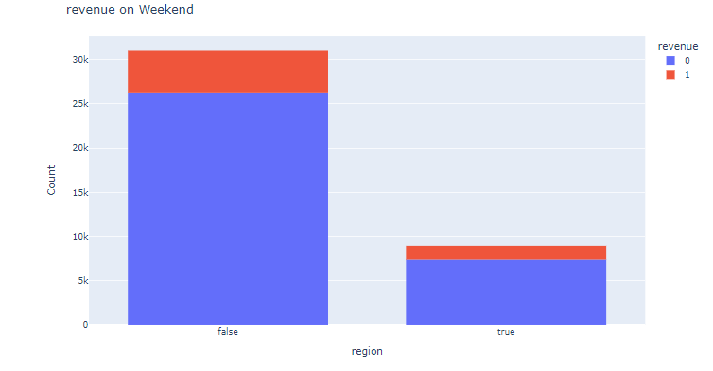 revenue on Weekend
revenue
0
1
30k
25k
20k
15k
10k
5k
0
Count
false
true
region